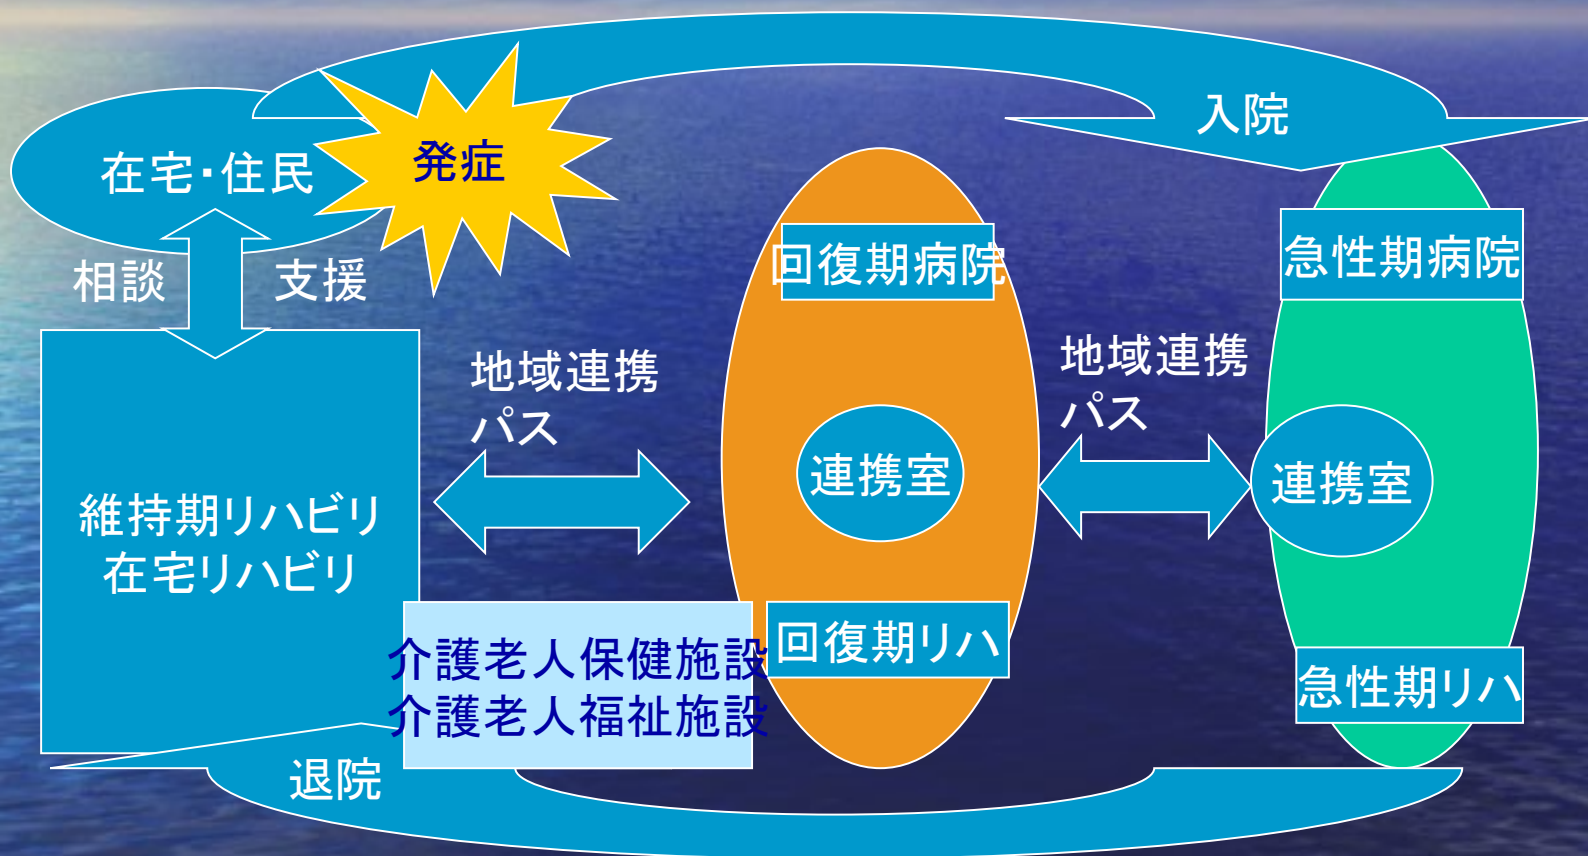 入院
発症
在宅・住民
相談
支援
回復期病院
急性期病院
地域連携
パス
地域連携
パス
連携室
連携室
維持期リハビリ
在宅リハビリ
介護老人保健施設
介護老人福祉施設
回復期リハ
急性期リハ
退院